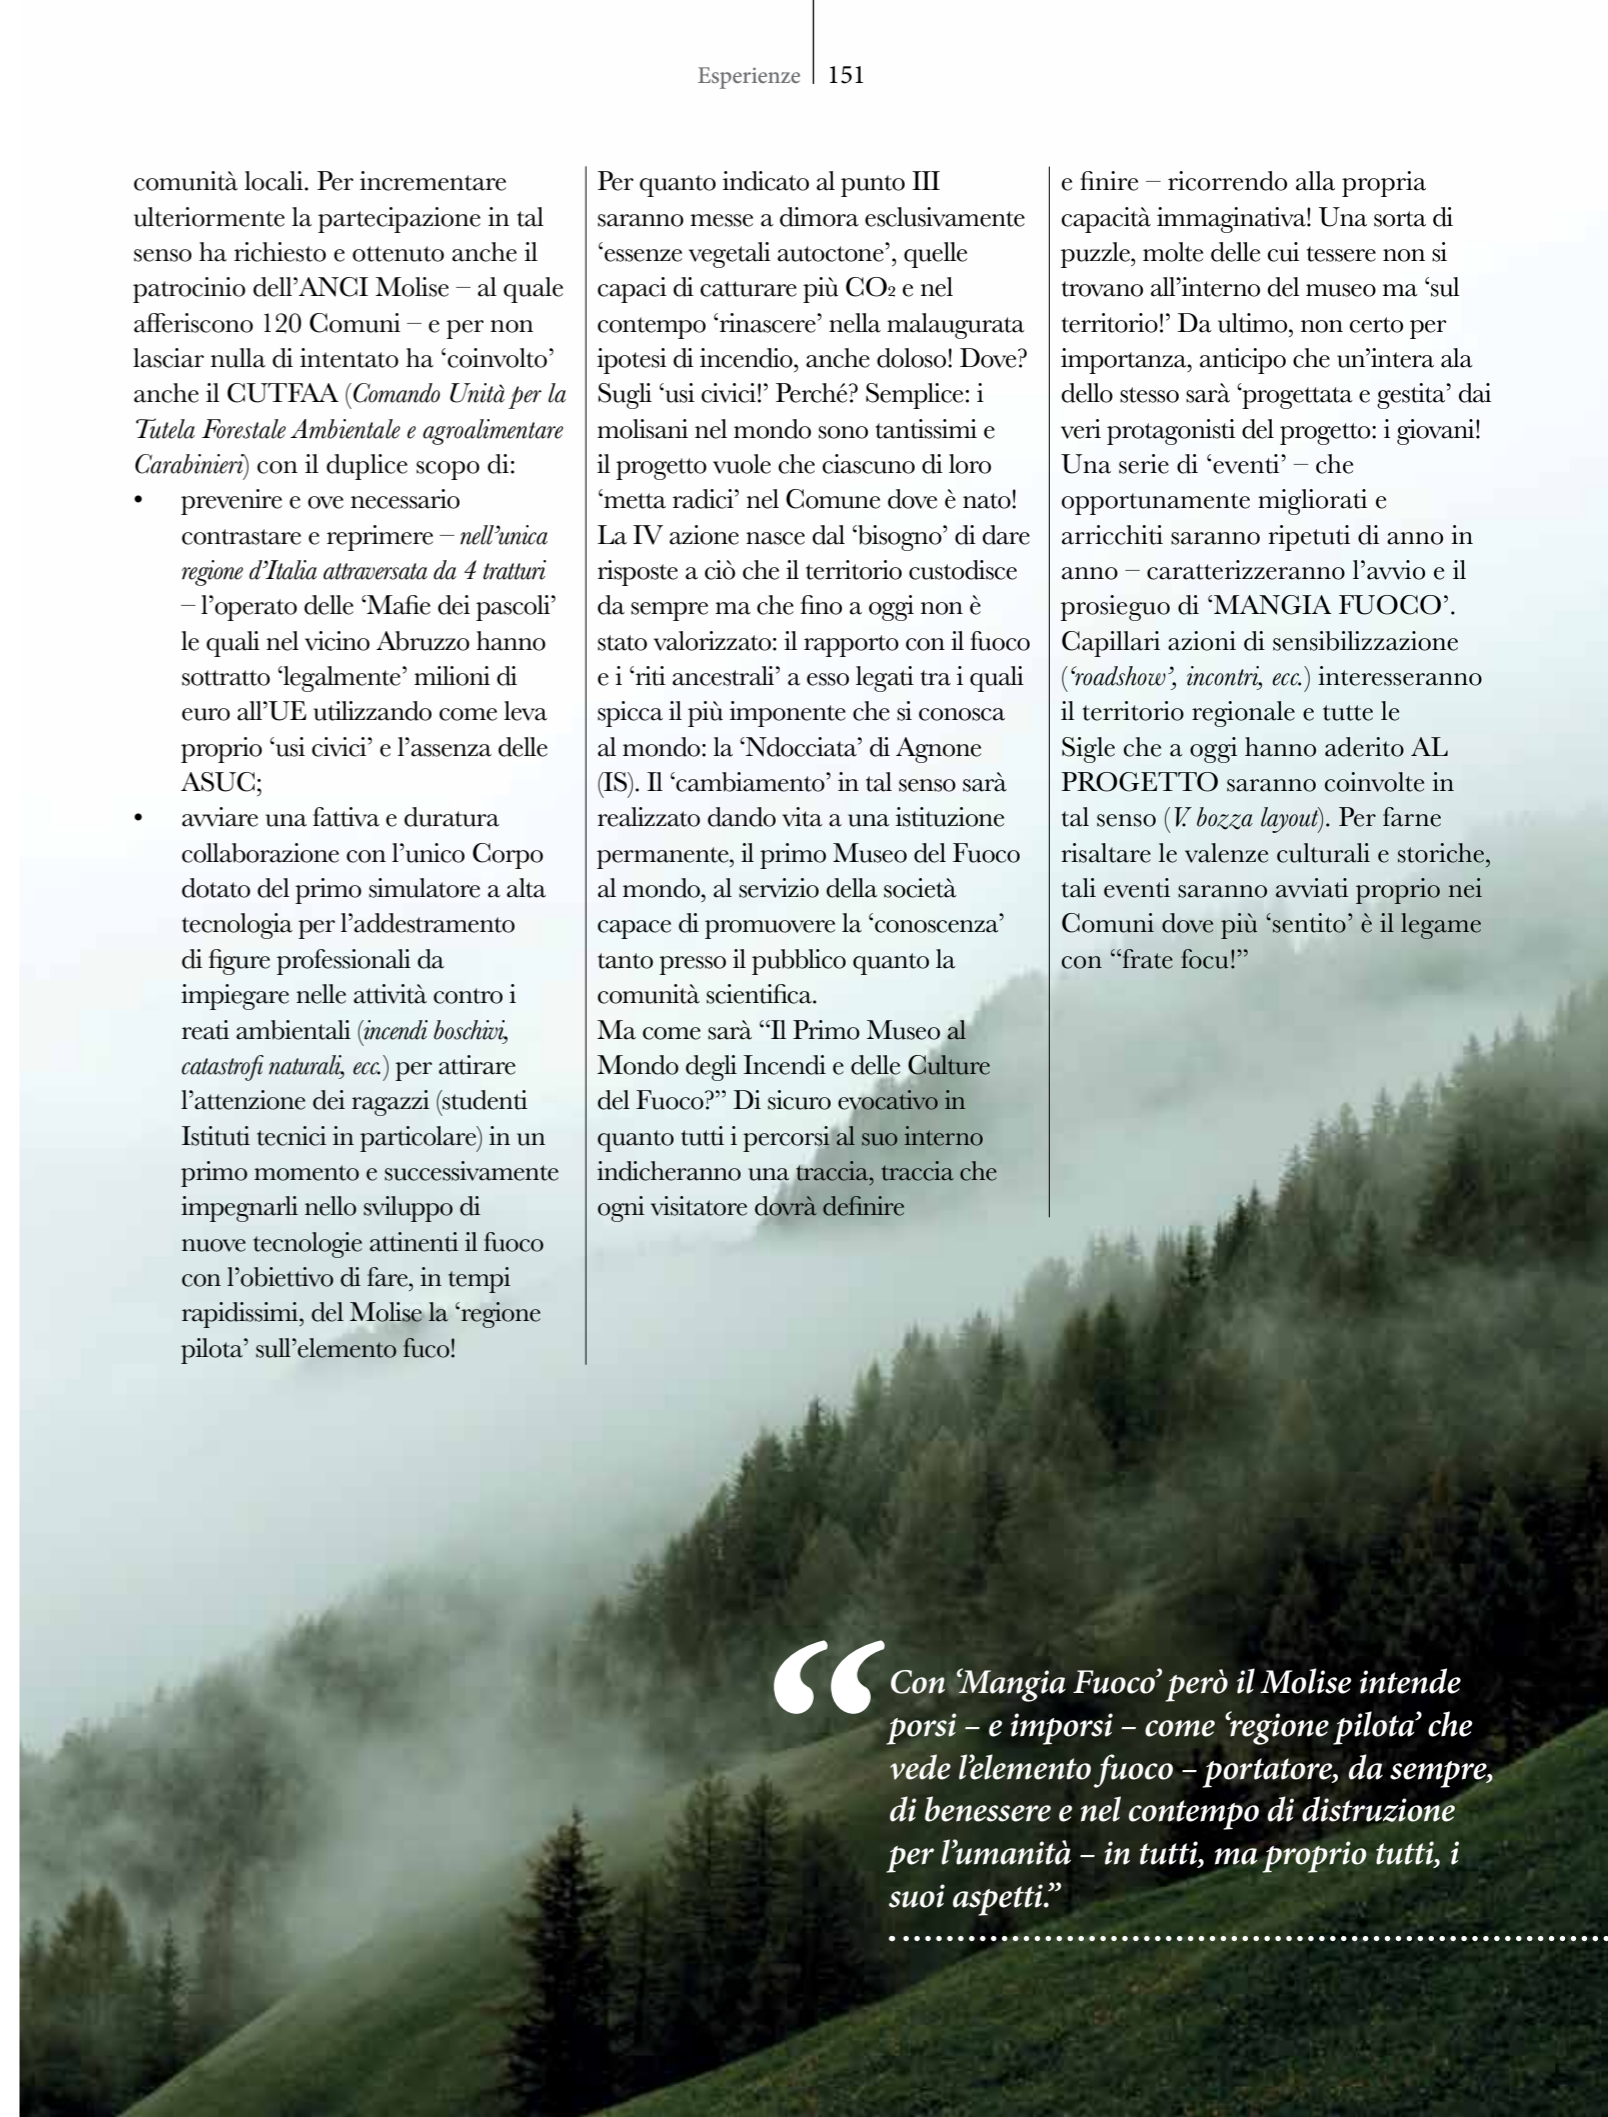 Esperienze 151
comunità locali. Per incrementare
ulteriormente la partecipazione in tal
senso ha richiesto e ottenuto anche il
patrocinio dell’ANCI Molise – al quale
afferiscono 120 Comuni – e per non
lasciar nulla di intentato ha ‘coinvolto’
anche il CUTFAA (Comando Unità per la
Tutela Forestale Ambientale e agroalimentare
Carabinieri) con il duplice scopo di:
• prevenire e ove necessario
contrastare e reprimere – nell’unica
regione d’Italia attraversata da 4 tratturi
– l’operato delle ‘Mafie dei pascoli’
le quali nel vicino Abruzzo hanno
sottratto ‘legalmente’ milioni di
euro all’UE utilizzando come leva
proprio ‘usi civici’ e l’assenza delle
ASUC;
• avviare una fattiva e duratura
collaborazione con l’unico Corpo
dotato del primo simulatore a alta
tecnologia per l’addestramento
di figure professionali da
impiegare nelle attività contro i
reati ambientali (incendi boschivi,
catastrofi naturali, ecc.) per attirare
l’attenzione dei ragazzi (studenti
Istituti tecnici in particolare) in un
primo momento e successivamente
impegnarli nello sviluppo di
nuove tecnologie attinenti il fuoco
con l’obiettivo di fare, in tempi
rapidissimi, del Molise la ‘regione
pilota’ sull’elemento fuco!
Per quanto indicato al punto III
saranno messe a dimora esclusivamente
‘essenze vegetali autoctone’, quelle
capaci di catturare più CO₂ e nel
contempo ‘rinascere’ nella malaugurata
ipotesi di incendio, anche doloso! Dove?
Sugli ‘usi civici!’ Perché? Semplice: i
molisani nel mondo sono tantissimi e
il progetto vuole che ciascuno di loro
‘metta radici’ nel Comune dove è nato!
La IV azione nasce dal ‘bisogno’ di dare
risposte a ciò che il territorio custodisce
da sempre ma che fino a oggi non è
stato valorizzato: il rapporto con il fuoco
e i ‘riti ancestrali’ a esso legati tra i quali
spicca il più imponente che si conosca
al mondo: la ‘Ndocciata’ di Agnone
(IS). Il ‘cambiamento’ in tal senso sarà
realizzato dando vita a una istituzione
permanente, il primo Museo del Fuoco
al mondo, al servizio della società
capace di promuovere la ‘conoscenza’
tanto presso il pubblico quanto la
comunità scientifica.
Ma come sarà “Il Primo Museo al
Mondo degli Incendi e delle Culture
del Fuoco?” Di sicuro evocativo in
quanto tutti i percorsi al suo interno
indicheranno una traccia, traccia che
ogni visitatore dovrà definire
e finire – ricorrendo alla propria
capacità immaginativa! Una sorta di
puzzle, molte delle cui tessere non si
trovano all’interno del museo ma ‘sul
territorio!’ Da ultimo, non certo per
importanza, anticipo che un’intera ala
dello stesso sarà ‘progettata e gestita’ dai
veri protagonisti del progetto: i giovani!
Una serie di ‘eventi’ – che
opportunamente migliorati e
arricchiti saranno ripetuti di anno in
anno – caratterizzeranno l’avvio e il
prosieguo di ‘MANGIA FUOCO’.
Capillari azioni di sensibilizzazione
(‘roadshow’, incontri, ecc.) interesseranno
il territorio regionale e tutte le
Sigle che a oggi hanno aderito AL
PROGETTO saranno coinvolte in
tal senso (V. bozza layout). Per farne
risaltare le valenze culturali e storiche,
tali eventi saranno avviati proprio nei
Comuni dove più ‘sentito’ è il legame
con “frate focu!”
“Con ‘Mangia Fuoco’ però il Molise intende
porsi – e imporsi – come ‘regione pilota’ che
vede l’elemento fuoco – portatore, da sempre,
di benessere e nel contempo di distruzione
per l’umanità – in tutti, ma proprio tutti, i
suoi aspetti.”